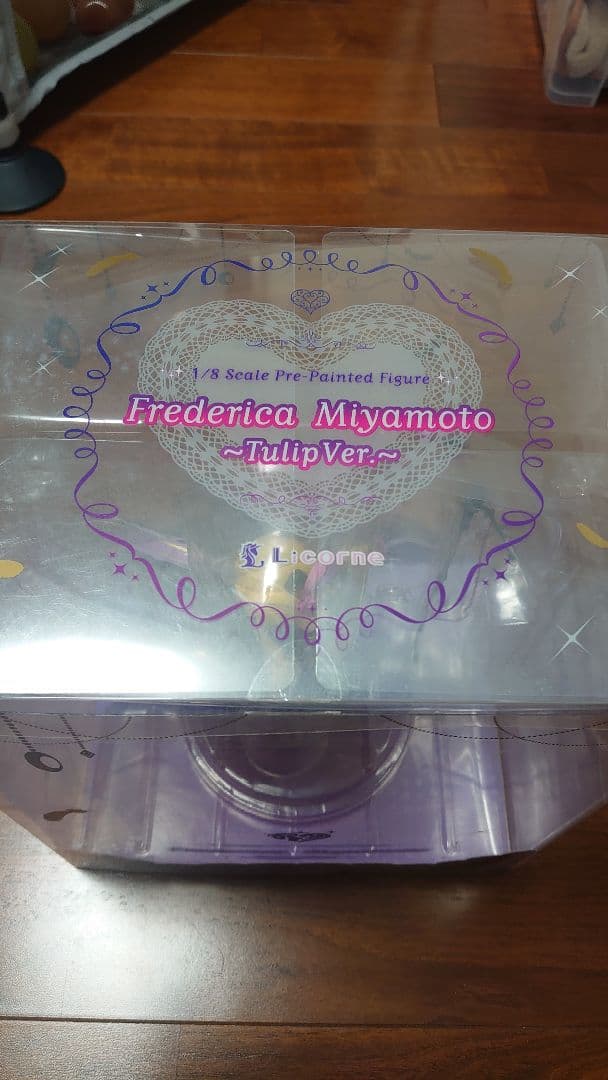 1/8 Scale Pre-Painted Figure
Frederica Miyamoto
~TulipVer.~
Licorne